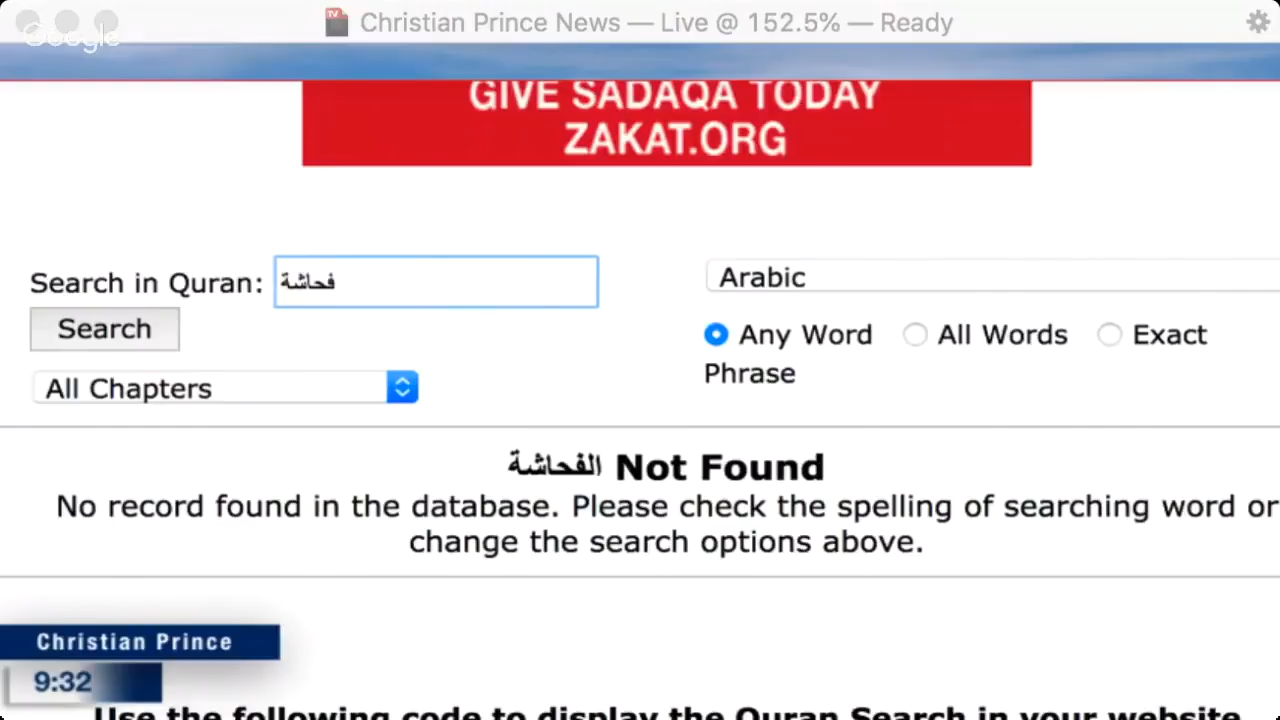 Google
Christian Prince News — Live @ 152.5% — Ready
GIVE SADAQA TODAY
ZAKAT.ORG
Search in Quran: فحاشة
Arabic
Search
Any Word All Words Exact
Phrase
All Chapters
الفحاشة Not Found
No record found in the database. Please check the spelling of searching word or
change the search options above.
Christian Prince
9:32
Use the following code to display the Quran Search in your website